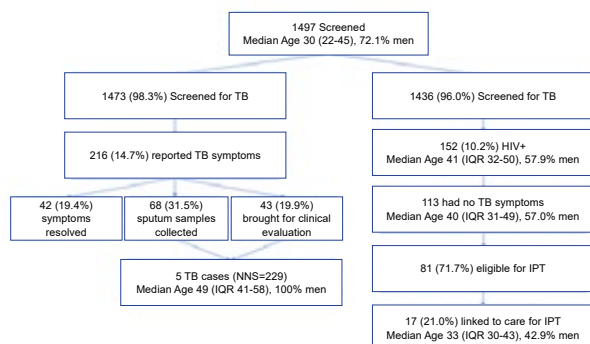 1497 Screened
Median Age 30 (22-45), 72.1% men
1473 (98.3%) Screened for TB
216 (14.7%) reported TB symptoms
42 (19.4%)
symptoms
resolved
68 (31.5%)
sputum samples
collected
43 (19.9%)
brought for clinical
evaluation
5 TB cases (NNS=229)
Median Age 49 (IQR 41-58), 100% men
1436 (96.0%) Screened for TB
152 (10.2%) HIV+
Median Age 41 (IQR 32-50), 57.9% men
113 had no TB symptoms
Median Age 40 (IQR 31-49), 57.0% men
81 (71.7%) eligible for IPT
17 (21.0%) linked to care for IPT
Median Age 33 (IQR 30-43), 42.9% men